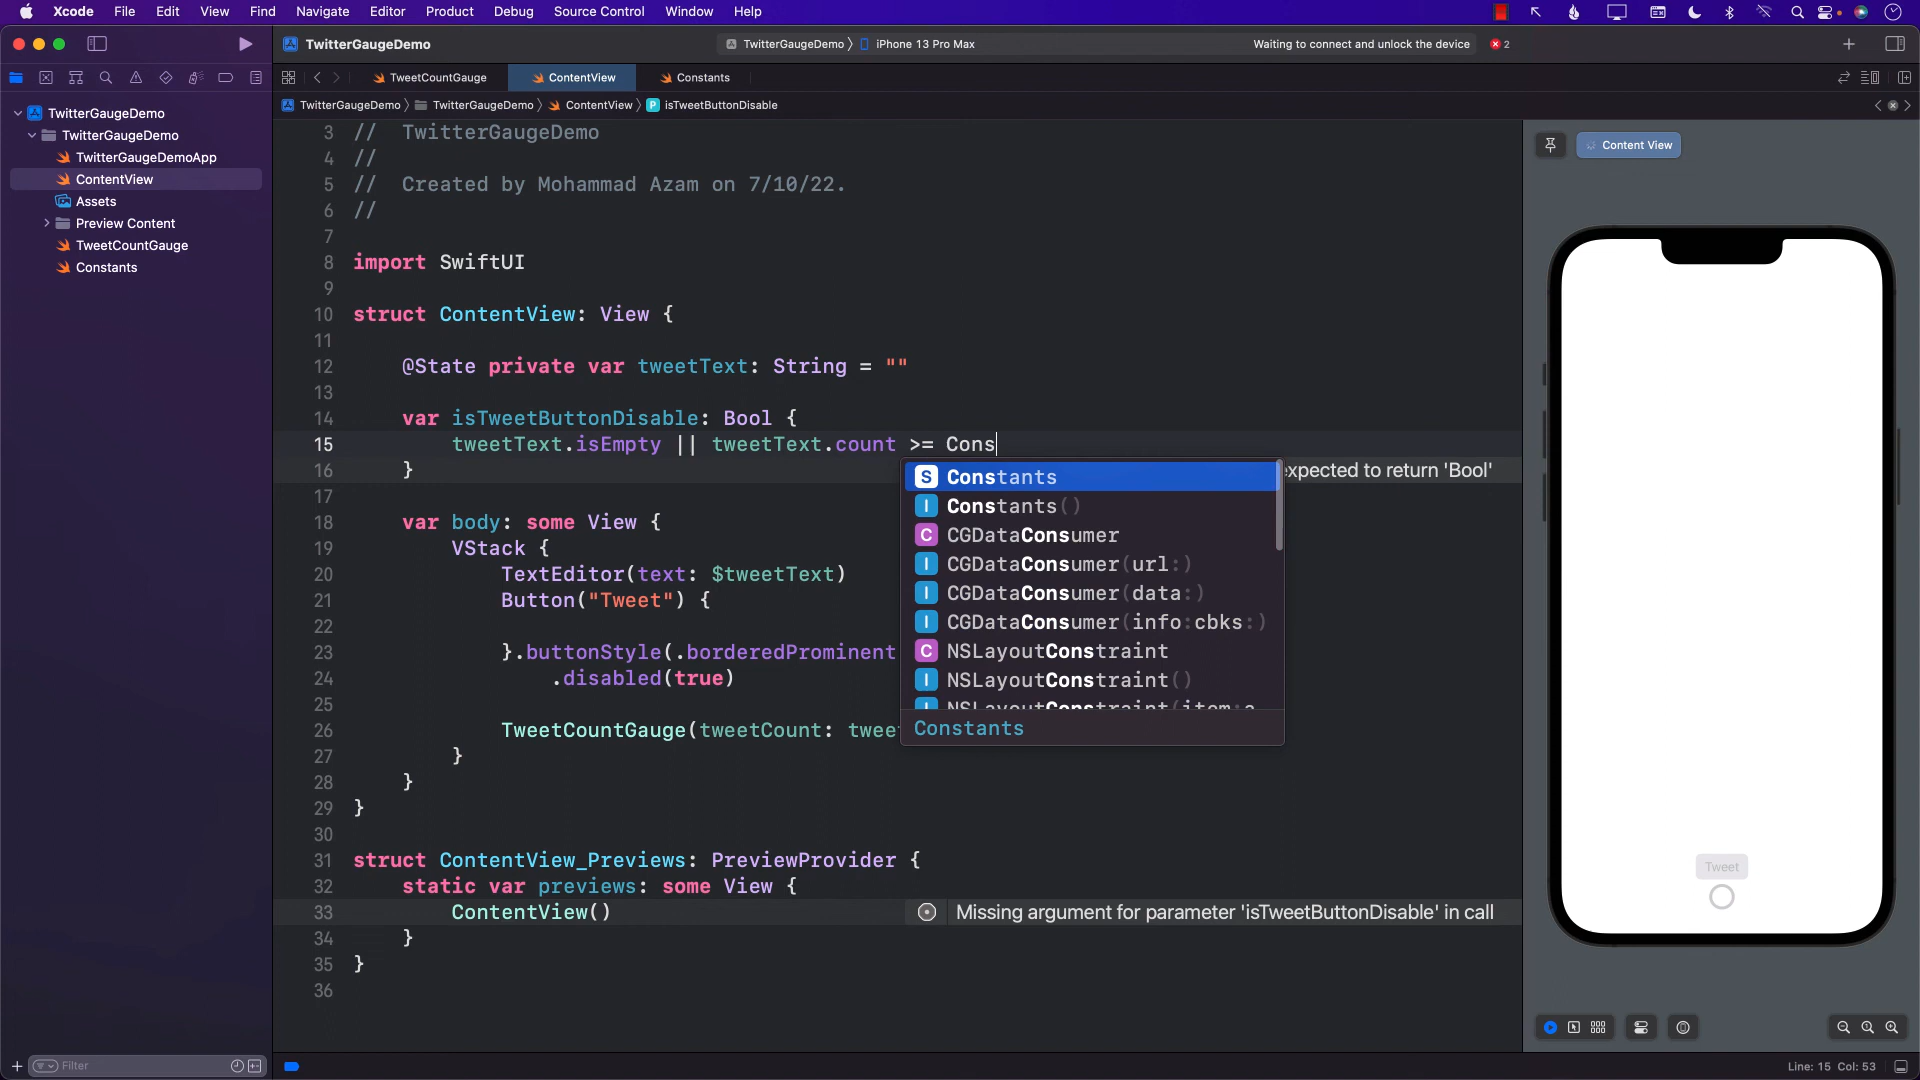 Xcode File Edit View Find Navigate Editor Product Debug Source Control Window Help
TwitterGaugeDemo
TwitterGaugeDemo 〉 iPhone 13 Pro Max
Waiting to connect and unlock the device 2
TweetCountGauge ContentView Constants
TwitterGaugeDemo 〉 TwitterGaugeDemo 〉 ContentView 〉 P isTweetButtonDisable
TwitterGaugeDemo
TwitterGaugeDemo
TwitterGaugeDemoApp
ContentView
Assets
Preview Content
TweetCountGauge
Constants
Filter
3 // TwitterGaugeDemo
4 //
5 // Created by Mohammad Azam on 7/10/22.
6 //
7
8 import SwiftUI
9
10 struct ContentView: View {
11
12 @State private var tweetText: String = ""
13
14 var isTweetButtonDisable: Bool {
15 tweetText.isEmpty || tweetText.count >= Cons
16 } xpected to return 'Bool'
17
18 var body: some View {
19 VStack {
20 TextEditor(text: $tweetText)
21 Button("Tweet") {
22
23 }.buttonStyle(.borderedProminent
24 .disabled(true)
25
26 TweetCountGauge(tweetCount: twee
27 }
28 }
29 }
30
31 struct ContentView_Previews: PreviewProvider {
32 static var previews: some View {
33 ContentView() Missing argument for parameter 'isTweetButtonDisable' in call
34 }
35 }
36
S Constants
I Constants()
C CGDataConsumer
I CGDataConsumer(url:)
I CGDataConsumer(data:)
I CGDataConsumer(info:cbks:)
C NSLayoutConstraint
I NSLayoutConstraint()
I NSLayoutConstraint(item:a
Constants
Content View
Tweet
Line: 15 Col: 53